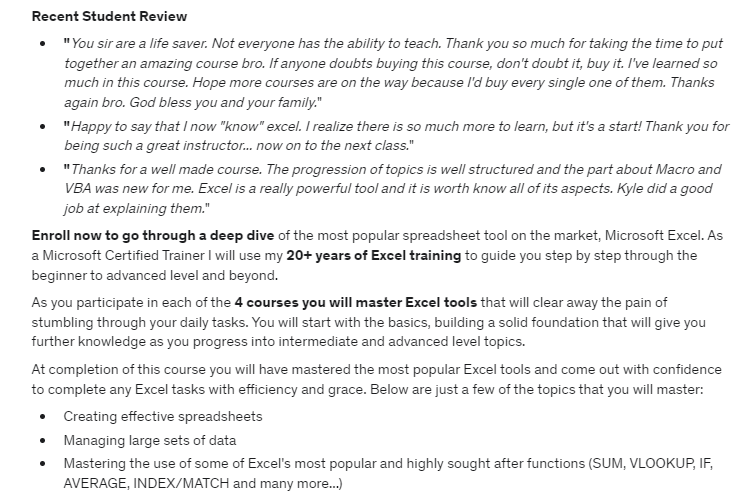 Recent Student Review
• "You sir are a life saver. Not everyone has the ability to teach. Thank you so much for taking the time to put
together an amazing course bro. If anyone doubts buying this course, don't doubt it, buy it. I've learned so
much in this course. Hope more courses are on the way because I'd buy every single one of them. Thanks
again bro. God bless you and your family."
• "Happy to say that I now "know" excel. I realize there is so much more to learn, but it's a start! Thank you for
being such a great instructor... now on to the next class."
• "Thanks for a well made course. The progression of topics is well structured and the part about Macro and
VBA was new for me. Excel is a really powerful tool and it is worth know all of its aspects. Kyle did a good
job at explaining them."
Enroll now to go through a deep dive of the most popular spreadsheet tool on the market, Microsoft Excel. As
a Microsoft Certified Trainer I will use my 20+ years of Excel training to guide you step by step through the
beginner to advanced level and beyond.
As you participate in each of the 4 courses you will master Excel tools that will clear away the pain of
stumbling through your daily tasks. You will start with the basics, building a solid foundation that will give you
further knowledge as you progress into intermediate and advanced level topics.
At completion of this course you will have mastered the most popular Excel tools and come out with confidence
to complete any Excel tasks with efficiency and grace. Below are just a few of the topics that you will master:
• Creating effective spreadsheets
• Managing large sets of data
• Mastering the use of some of Excel's most popular and highly sought after functions (SUM, VLOOKUP, IF,
AVERAGE, INDEX/MATCH and many more...)